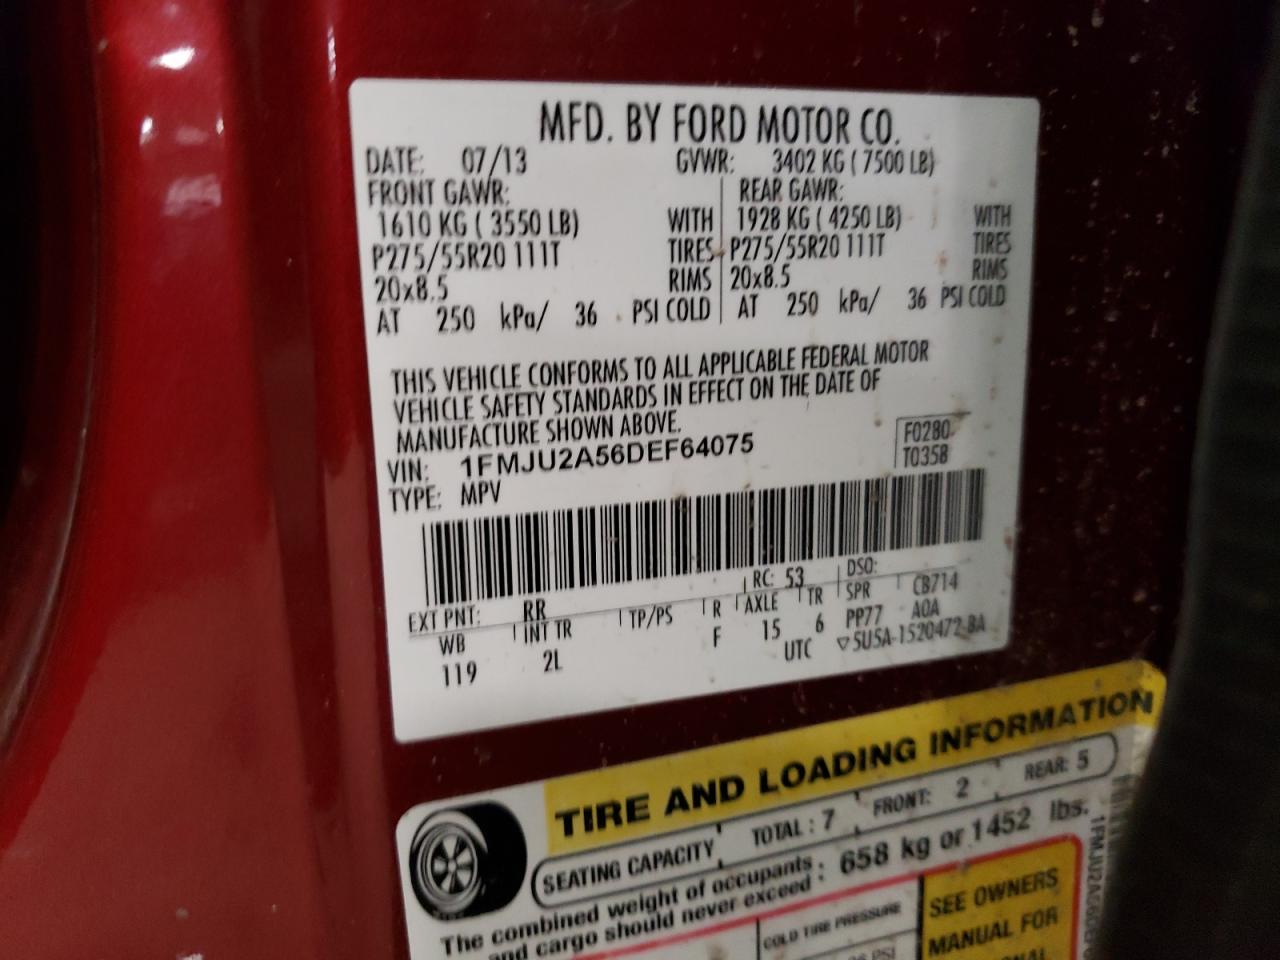 MFD. BY FORD MOTOR CO.
DATE: 07/13 GVWR: 3402 KG ( 7500 LB)
FRONT GAWR: REAR GAWR:
1610 KG ( 3550 LB) WITH 1928 KG ( 4250 LB) WITH
P275/55R20 111T TIRES P275/55R20 111T TIRES
20x8.5 RIMS 20x8.5 RIMS
AT 250 kPa/ 36 PSI COLD AT 250 kPa/ 36 PSI COLD
THIS VEHICLE CONFORMS TO ALL APPLICABLE FEDERAL MOTOR
VEHICLE SAFETY STANDARDS IN EFFECT ON THE DATE OF
MANUFACTURE SHOWN ABOVE.
VIN: 1FMJU2A56DEF64075 F0280
TYPE: MPV T0358
EXT PNT: RR RC: 53 DSO:
WB INT TR TP/PS R AXLE TR SPR CB714
119 2L F 15 6 PP77 AOA
UTC ▽5U5A-1520472-BA
TIRE AND LOADING INFORMATION
SEATING CAPACITY TOTAL : 7 FRONT: 2 REAR: 5
The combined weight of occupants
and cargo should never exceed : 658 kg or 1452 lbs.
COLD TIRE PRESSURE
SEE OWNERS
MANUAL FOR